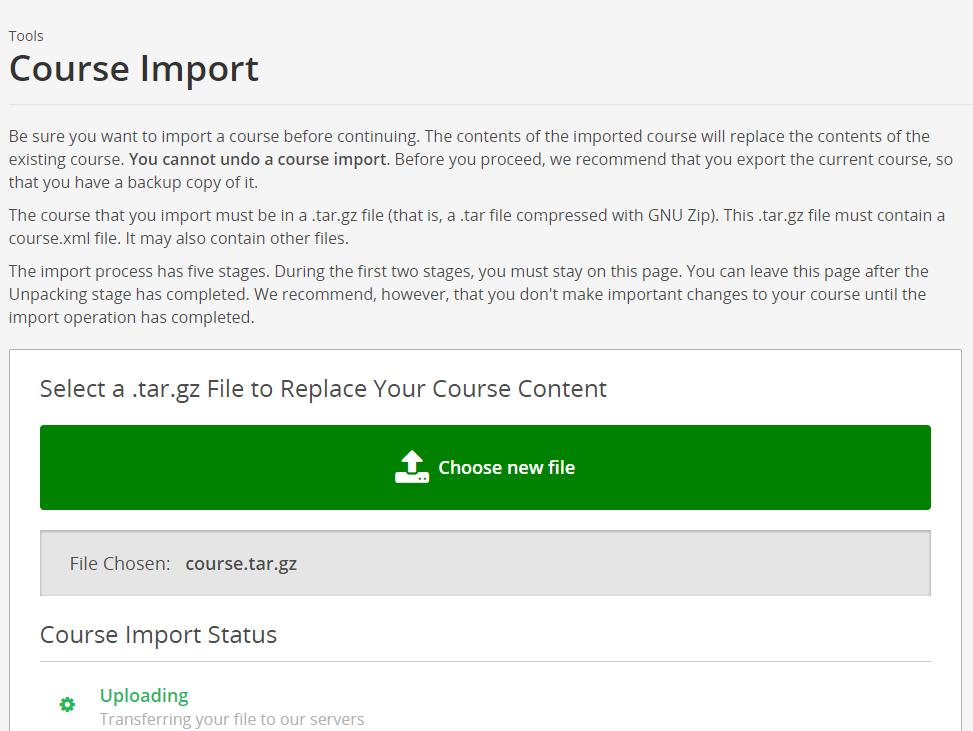 Tools
Course Import
Be sure you want to import a course before continuing. The contents of the imported course will replace the contents of the
existing course. You cannot undo a course import. Before you proceed, we recommend that you export the current course, so
that you have a backup copy of it.
The course that you import must be in a .tar.gz file (that is, a .tar file compressed with GNU Zip). This .tar.gz file must contain a
course.xml file. It may also contain other files.
The import process has five stages. During the first two stages, you must stay on this page. You can leave this page after the
Unpacking stage has completed. We recommend, however, that you don't make important changes to your course until the
import operation has completed.
Select a .tar.gz File to Replace Your Course Content
Choose new file
File Chosen: course.tar.gz
Course Import Status
Uploading
Transferring your file to our servers